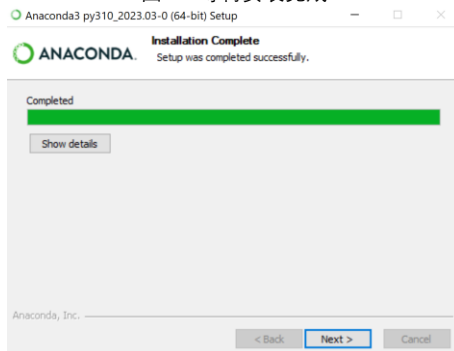 Anaconda3 py310_2023.03-0 (64-bit) Setup
ANACONDA.
Installation Complete
Setup was completed successfully.
Completed
Show details
Anaconda, Inc.
< Back
Next >
Cancel